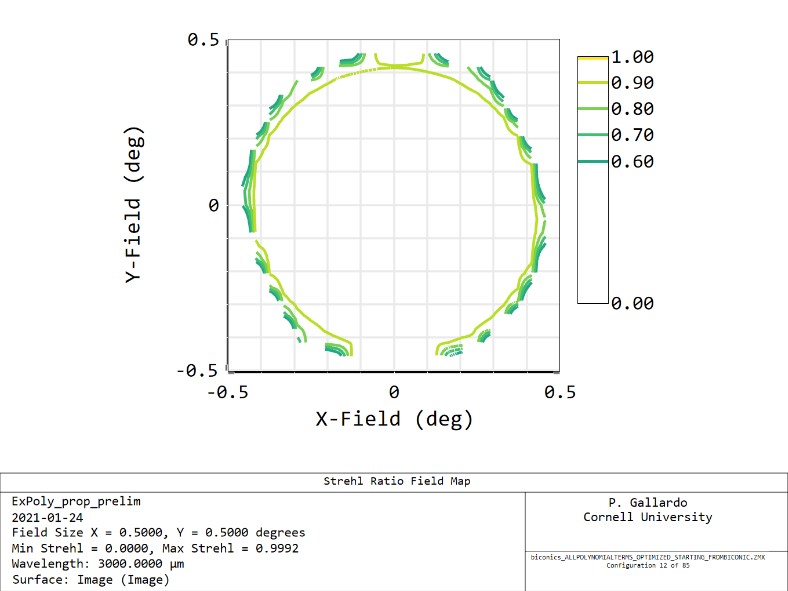 0.5
0
-0.5
Y-Field (deg)
-0.5
0
0.5
X-Field (deg)
1.00
0.90
0.80
0.70
0.60
0.00
Strehl Ratio Field Map
ExPoly_prop_prelim
2021-01-24
Field Size X = 0.5000, Y = 0.5000 degrees
Min Strehl = 0.0000, Max Strehl = 0.9992
Wavelength: 3000.0000 μm
Surface: Image (Image)
P. Gallardo
Cornell University
biconics_ALLPOLYNOMIALTERMS_OPTIMIZED_STARTING_FROMBICONIC.ZMX
Configuration 12 of 85